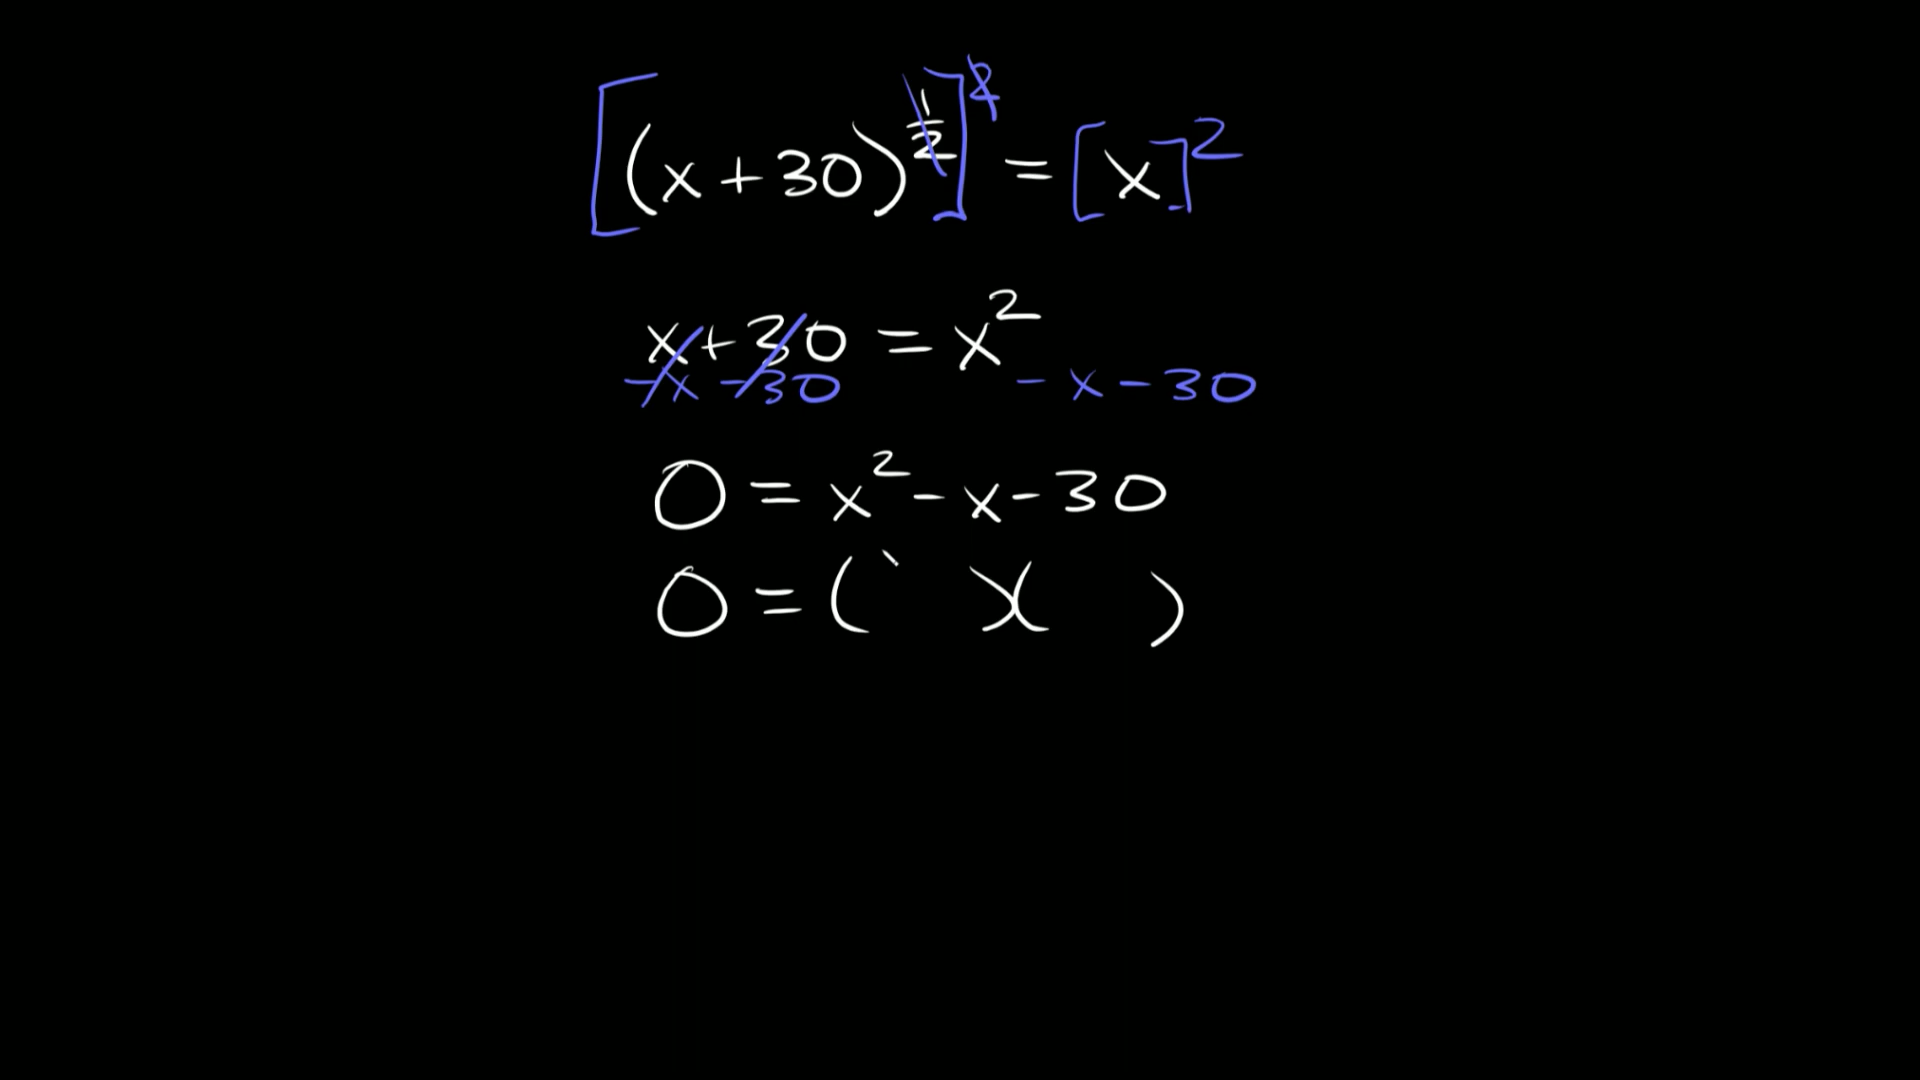 [(x+30)^½]^2 = [x]^2
x+30 = x^2
-x -30 -x-30
0 = x^2-x-30
0 = ( )( )